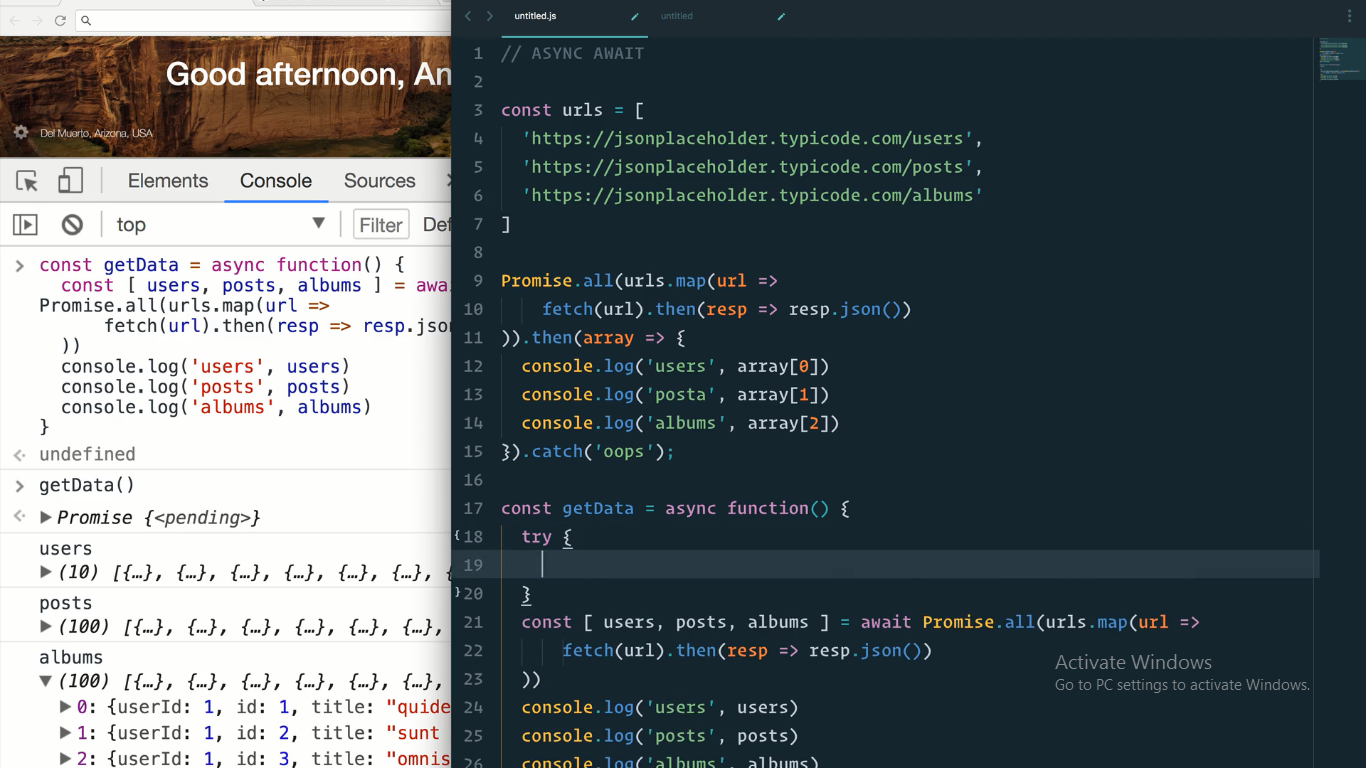 Good afternoon, An
Del Muerto, Arizona, USA
Elements Console Sources
top Filter Def
const getData = async function() {
const [ users, posts, albums ] = awa
Promise.all(urls.map(url =>
fetch(url).then(resp => resp.json
))
console.log('users', users)
console.log('posts', posts)
console.log('albums', albums)
}
undefined
getData()
Promise {<pending>}
users
(10) [{…}, {…}, {…}, {…}, {…}, {…}, {
posts
(100) [{…}, {…}, {…}, {…}, {…}, {…},
albums
(100) [{…}, {…}, {…}, {…}, {…}, {…},
0: {userId: 1, id: 1, title: "quide
1: {userId: 1, id: 2, title: "sunt
2: {userId: 1, id: 3, title: "omnis
untitled.js untitled
1 // ASYNC AWAIT
2
3 const urls = [
4 'https://jsonplaceholder.typicode.com/users',
5 'https://jsonplaceholder.typicode.com/posts',
6 'https://jsonplaceholder.typicode.com/albums'
7 ]
8
9 Promise.all(urls.map(url =>
10 fetch(url).then(resp => resp.json())
11 )).then(array => {
12 console.log('users', array[0])
13 console.log('posta', array[1])
14 console.log('albums', array[2])
15 }).catch('oops');
16
17 const getData = async function() {
18 try {
19
20 }
21 const [ users, posts, albums ] = await Promise.all(urls.map(url =>
22 fetch(url).then(resp => resp.json())
23 ))
24 console.log('users', users)
25 console.log('posts', posts)
26 console.log('albums', albums)
Activate Windows
Go to PC settings to activate Windows.